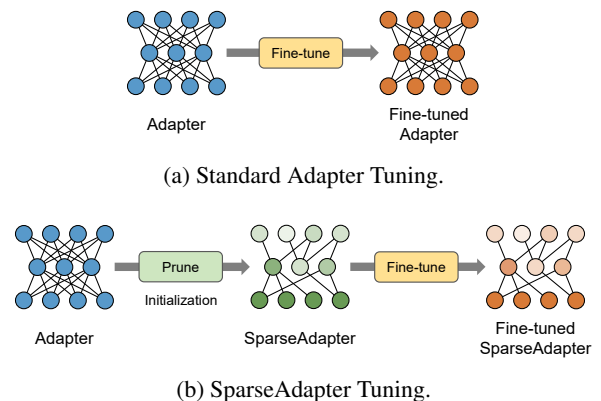 Fine-tune
Adapter
Fine-tuned
Adapter
(a) Standard Adapter Tuning.
Prune
Fine-tune
Initialization
Adapter
SparseAdapter
Fine-tuned
SparseAdapter
(b) SparseAdapter Tuning.